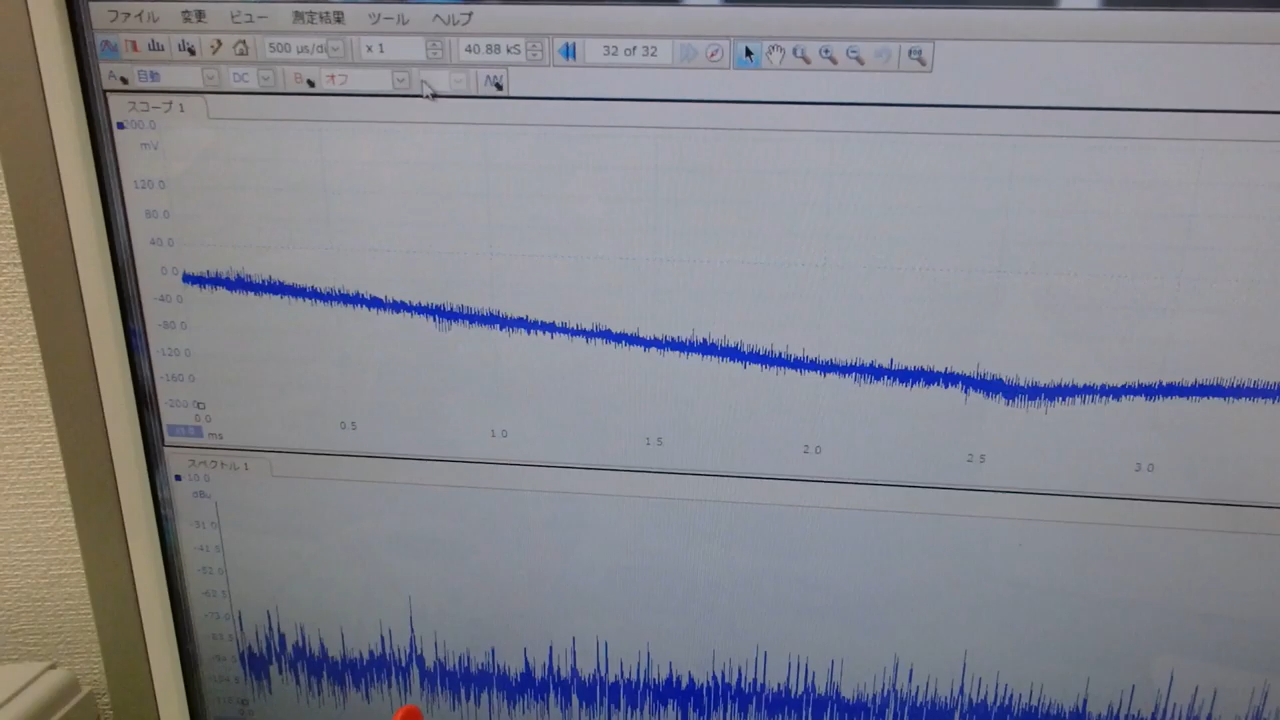 ファイル 変更 ビュー 測定結果 ツール ヘルプ
500 µs/di x 1 40.88 kS 32 of 32
A 自動 DC B オフ
スコープ 1
200.0
mV
120.0
80.0
40.0
0.0
-40.0
-80.0
-120.0
-160.0
-200.0
0.0 0.5 1.0 1.5 2.0 2.5 3.0
ms
スペクトル 1
10.0
dBu
-31.0
-41.5
-52.0
-62.5
-73.0